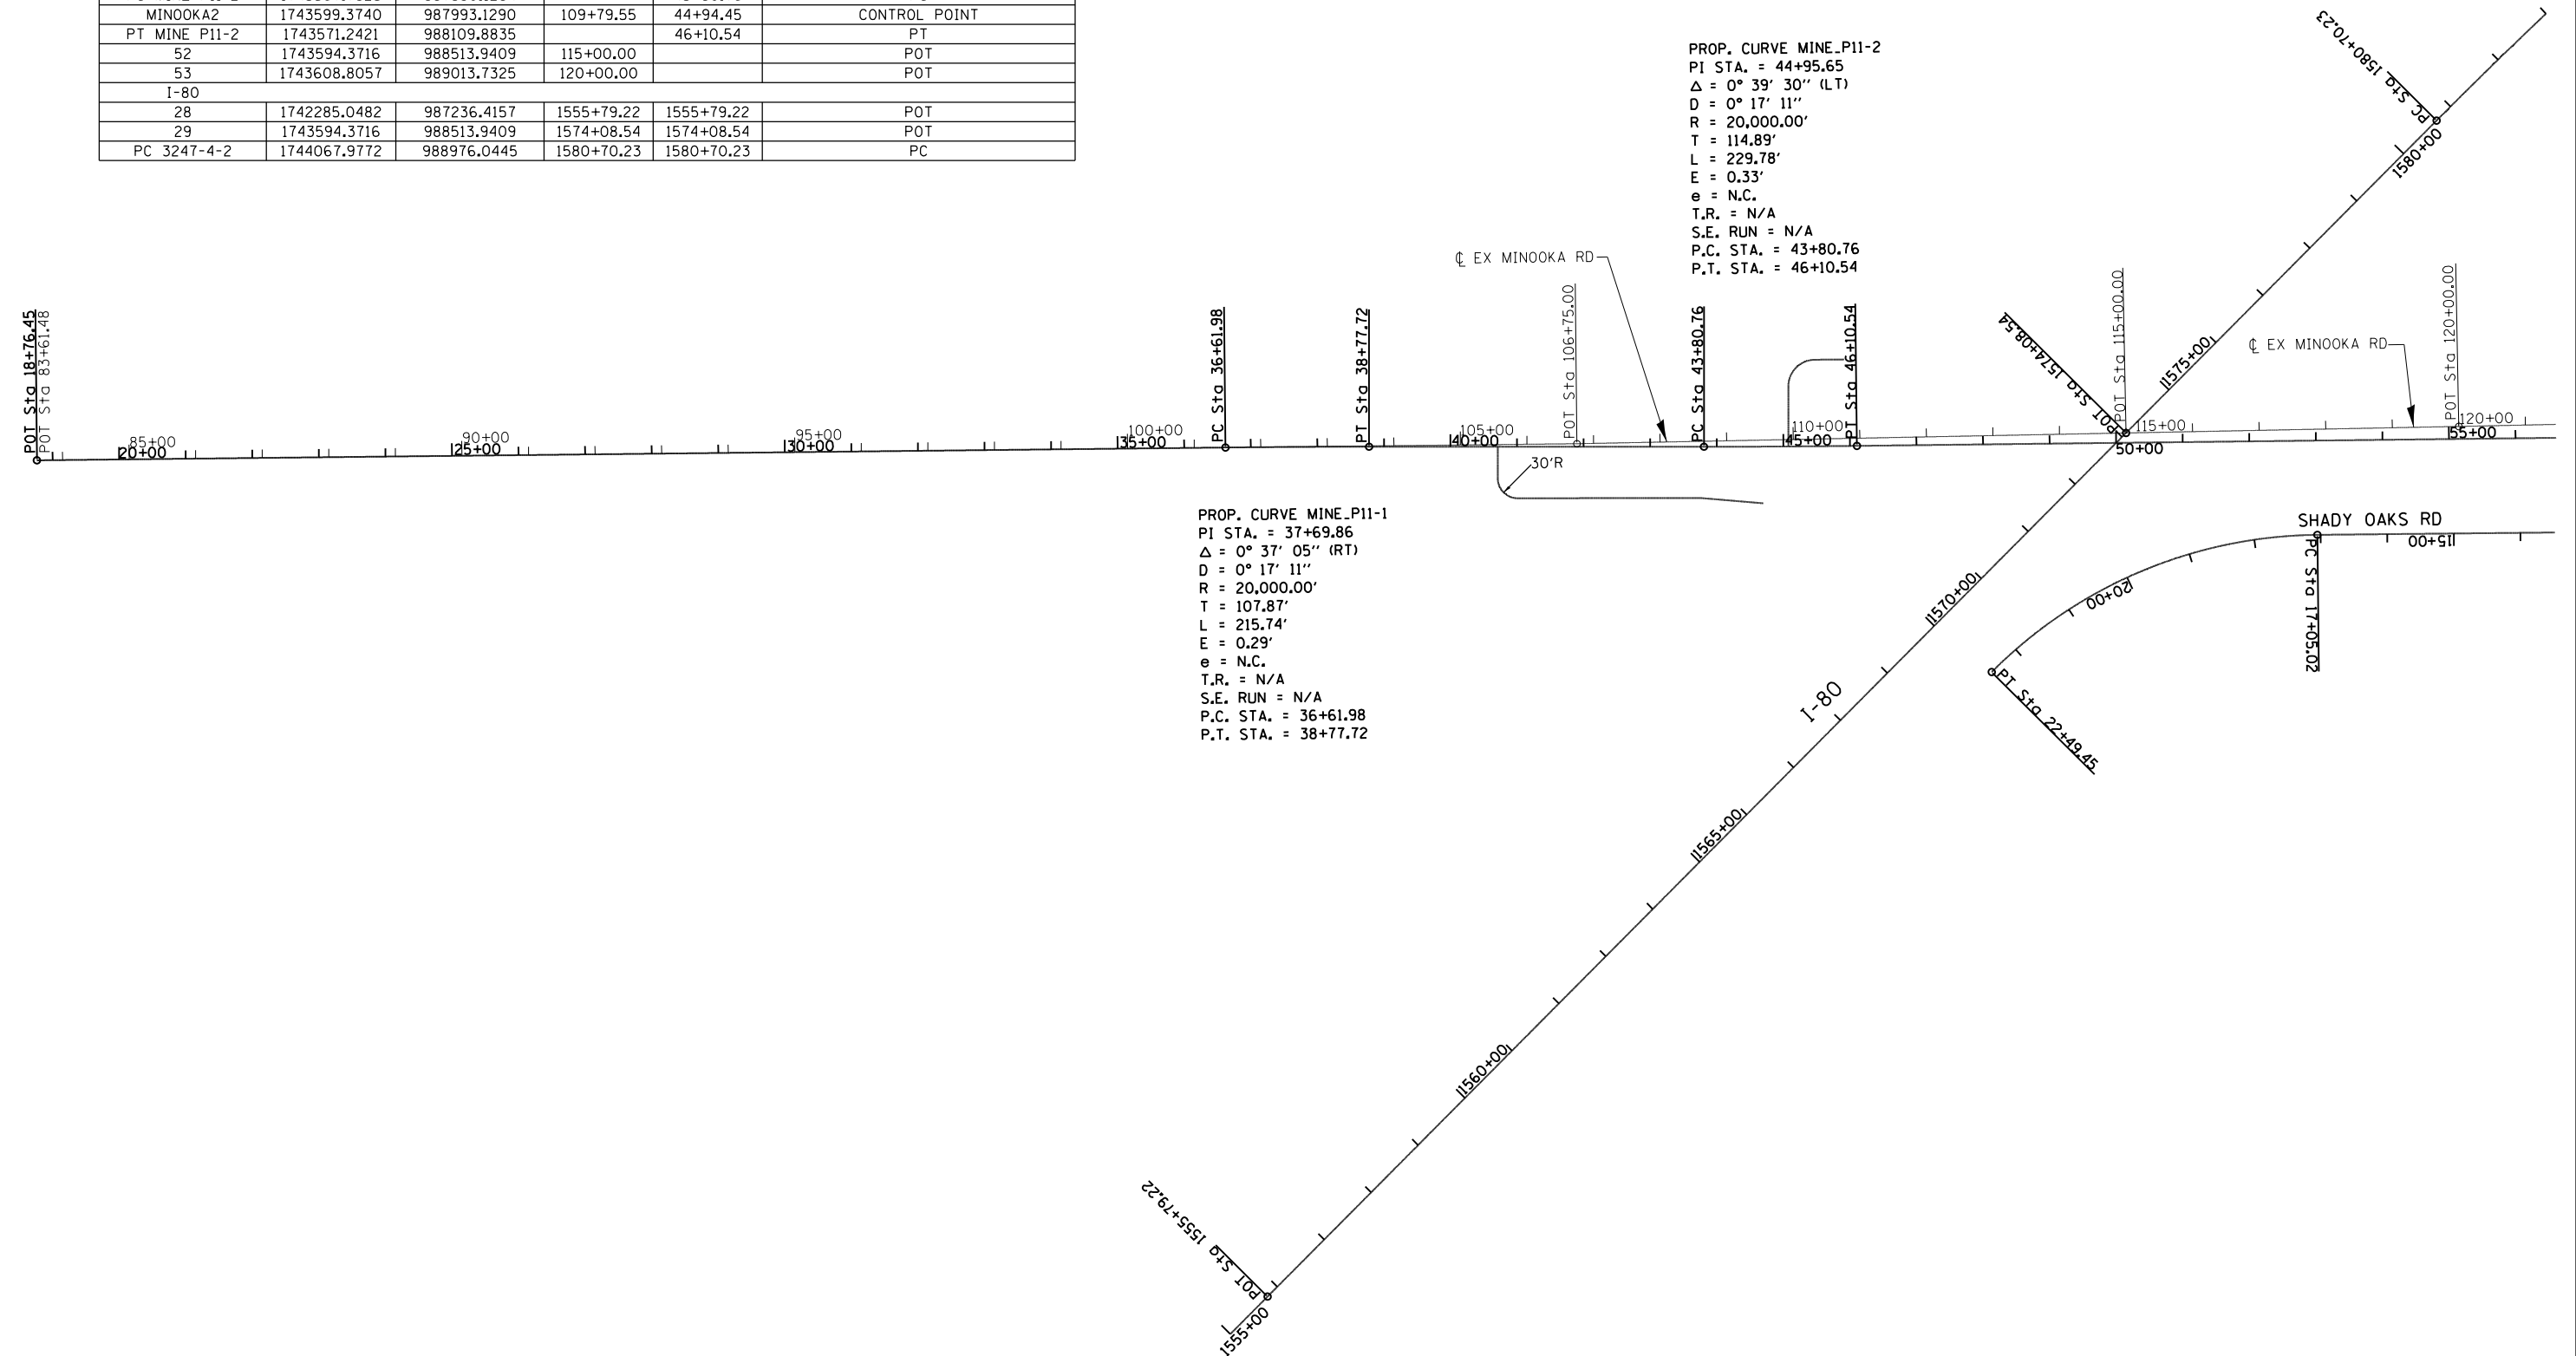 MINOOKA2 1743599.3740 987993.1290 109+79.55 44+94.45 CONTROL POINT
PT MINE P11-2 1743571.2421 988109.8835 46+10.54 PT
52 1743594.3716 988513.9409 115+00.00 POT
53 1743608.8057 989013.7325 120+00.00 POT
I-80
28 1742285.0482 987236.4157 1555+79.22 1555+79.22 POT
29 1743594.3716 988513.9409 1574+08.54 1574+08.54 POT
PC 3247-4-2 1744067.9772 988976.0445 1580+70.23 1580+70.23 PC
PROP. CURVE MINE_P11-2
PI STA. = 44+95.65
Δ = 0° 39' 30'' (LT)
D = 0° 17' 11''
R = 20,000.00'
T = 114.89'
L = 229.78'
E = 0.33'
e = N.C.
T.R. = N/A
S.E. RUN = N/A
P.C. STA. = 43+80.76
P.T. STA. = 46+10.54
PC Sta 1580+70.23
1580+00
℄ EX MINOOKA RD
POT Sta 18+76.45
POT Sta 83+61.48
PC Sta 36+61.98
PT Sta 38+77.72
POT Sta 106+75.00
PC Sta 43+80.76
PT Sta 46+10.54
POT Sta 1574+08.54
POT Sta 115+00.00
1575+00
℄ EX MINOOKA RD
POT Sta 120+00.00
85+00
90+00
95+00
100+00
105+00
110+00
115+00
120+00
20+00
25+00
30+00
35+00
40+00
45+00
50+00
55+00
30'R
PROP. CURVE MINE_P11-1
PI STA. = 37+69.86
Δ = 0° 37' 05'' (RT)
D = 0° 17' 11''
R = 20,000.00'
T = 107.87'
L = 215.74'
E = 0.29'
e = N.C.
T.R. = N/A
S.E. RUN = N/A
P.C. STA. = 36+61.98
P.T. STA. = 38+77.72
SHADY OAKS RD
15+00
PC Sta 17+05.02
20+00
PT Sta 22+49.45
1570+00
I-80
1565+00
1560+00
POT Sta 1555+79.22
1555+00